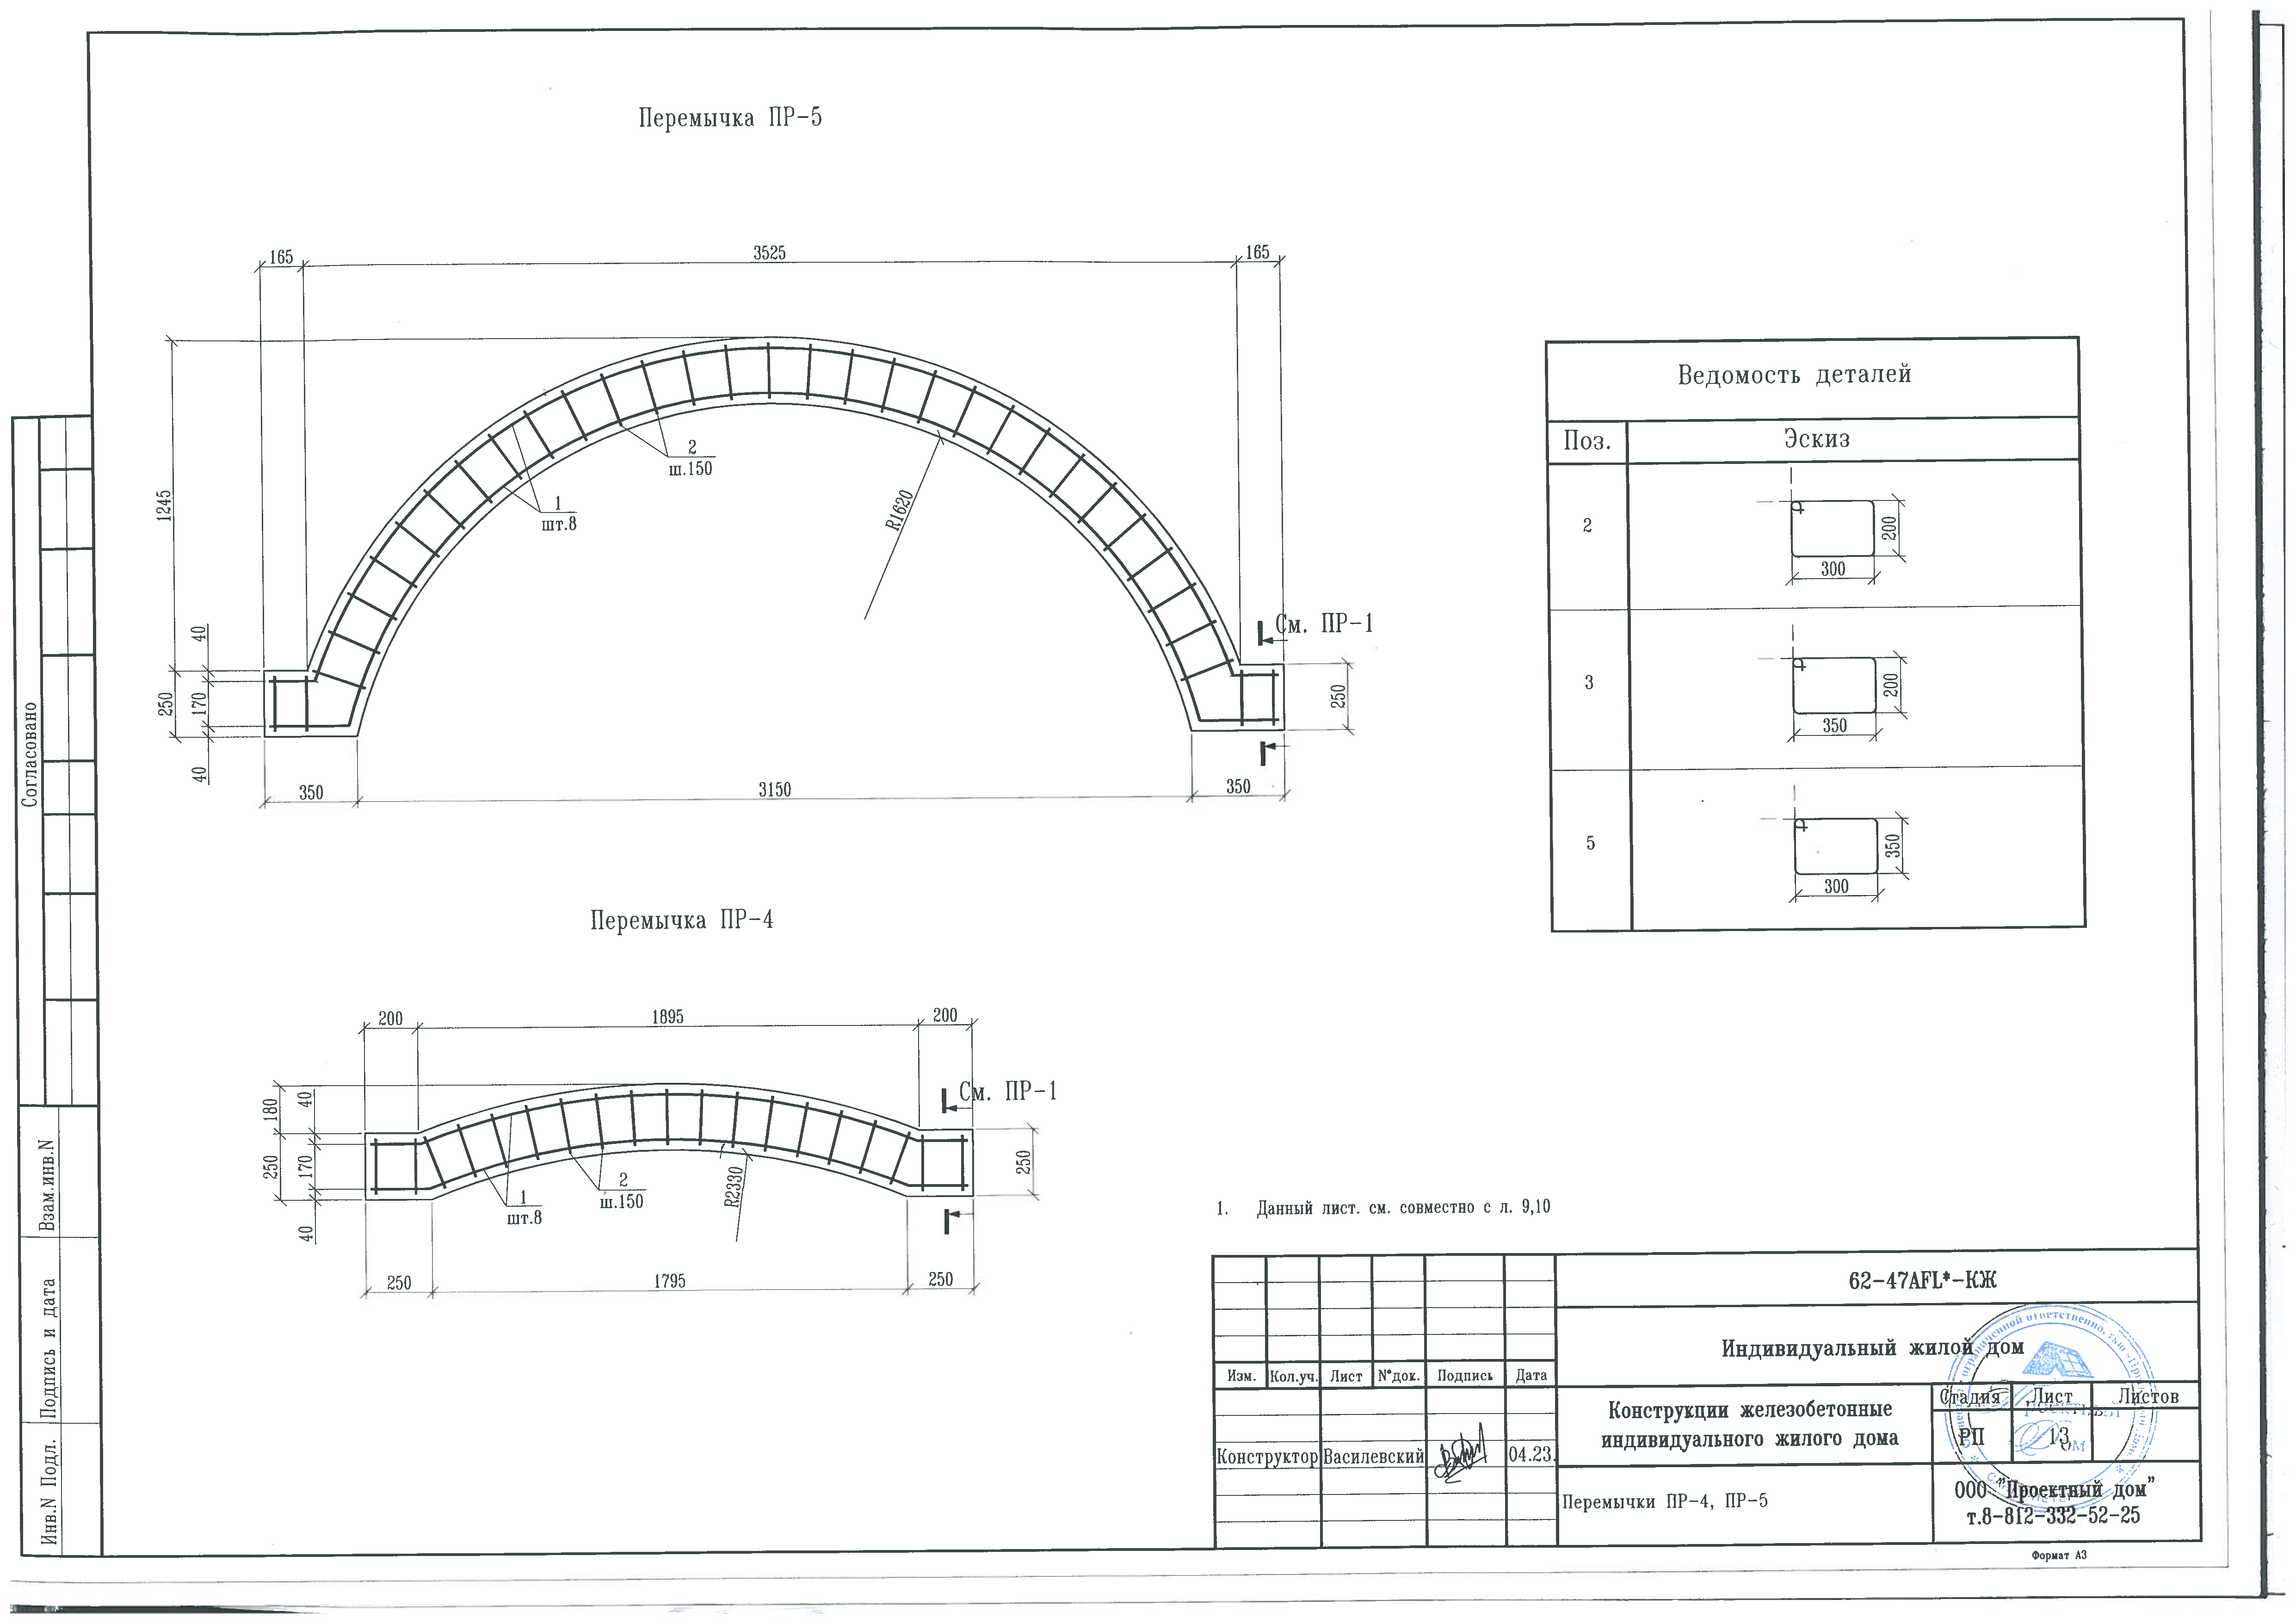 Перемычка ПР-5
165
3525
165
1245
40
250
170
40
2
ш.150
1
шт.8
R1620
См. ПР-1
250
350
3150
350
Ведомость деталей
Поз.
Эскиз
2
200
300
3
200
350
5
350
300
Перемычка ПР-4
200
1895
200
180
40
250
170
40
1
шт.8
2
ш.150
R2330
См. ПР-1
250
250
1795
250
1. Данный лист. см. совместно с л. 9,10
Согласовано
Взам.инв.N
Подпись и дата
Инв.N Подл.
62-47AFL*-КЖ
Индивидуальный жилой дом
Изм. Кол.уч. Лист N°док. Подпись Дата
Конструктор Василевский 04.23.
Конструкции железобетонные
индивидуального жилого дома
Стадия Лист Листов
РП 13
Перемычки ПР-4, ПР-5
ООО "Проектный дом"
т.8-812-332-52-25
Формат А3